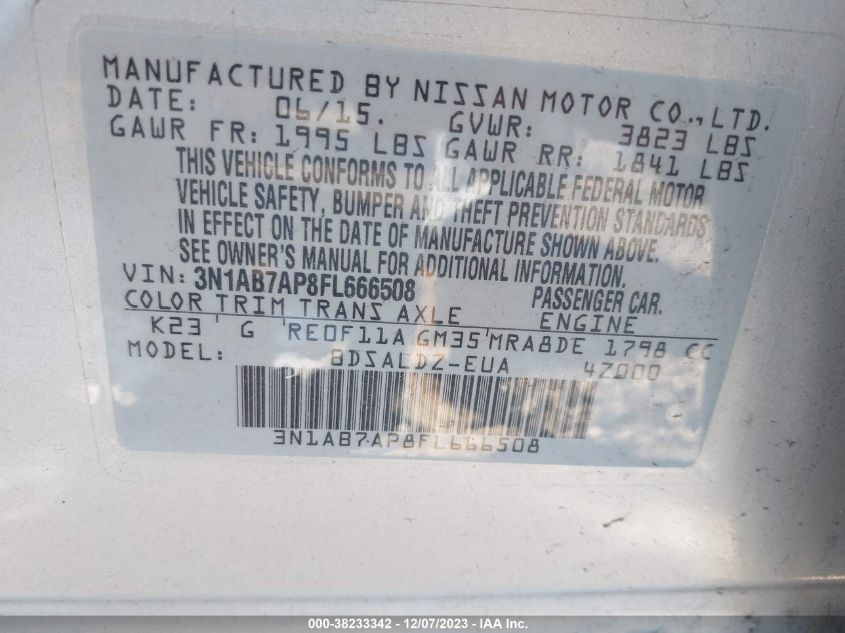 MANUFACTURED BY NISSAN MOTOR CO., LTD.
DATE: 06/15. GVWR: 3823 LBS
GAWR FR: 1995 LBS GAWR RR: 1841 LBS
THIS VEHICLE CONFORMS TO ALL APPLICABLE FEDERAL MOTOR
VEHICLE SAFETY, BUMPER AND THEFT PREVENTION STANDARDS
IN EFFECT ON THE DATE OF MANUFACTURE SHOWN ABOVE.
SEE OWNER'S MANUAL FOR ADDITIONAL INFORMATION.
VIN: 3N1AB7AP8FL666508 PASSENGER CAR.
COLOR TRIM TRANS AXLE ENGINE
K23 ' G 'RE0F11A GM35'MRA8DE 1798 CC
MODEL: BDSALDZ-EUA 4Z000
3N1AB7AP8FL666508
000-38233342 - 12/07/2023 - IAA Inc.